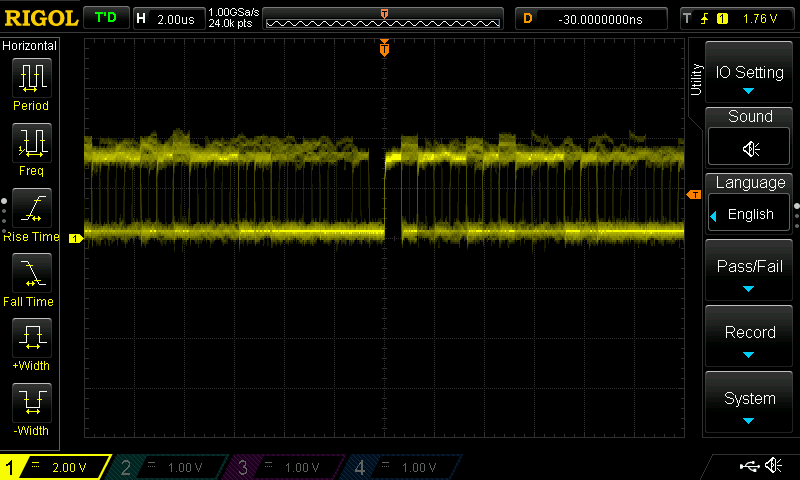 RIGOL T'D H 2.00us 1.00GSa/s 24.0k pts T D -30.0000000ns T 1 1.76 V
Horizontal
Period
Freq
Rise Time
Fall Time
+Width
-Width
T
T
1
Utility
IO Setting
Sound
Language
English
Pass/Fail
Record
System
1 2.00 V 2 1.00 V 3 1.00 V 4 1.00 V